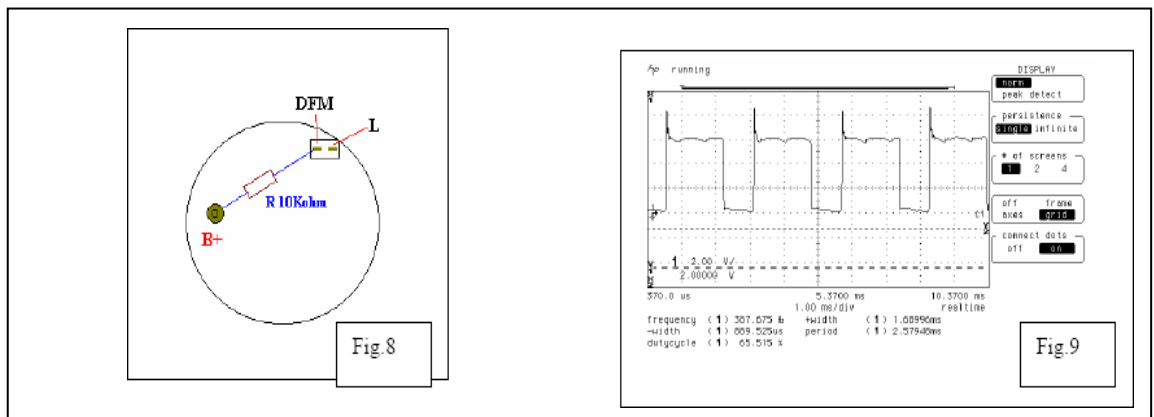 DFM
L
R 10Kohm
B+
Fig.8
hp running
DISPLAY
norm
peak detect
persistence
single infinite
# of screens
1 2 4
off frame
axes grid
connect dots
off on
1 2.00 V/
2.00000 V
370.0 us 5.3700 ms 10.3700 ms
1.00 ms/div realtime
frequency (1) 387.675 +width (1) 1.68996ms
-width (1) 889.525us period (1) 2.57948ms
dutycycle (1) 65.515 %
Fig.9